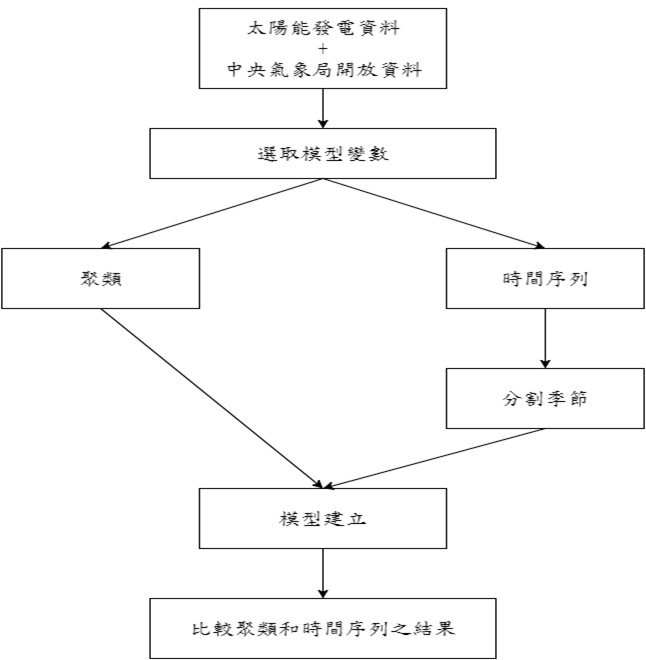 太陽能發電資料
+
中央氣象局開放資料
選取模型變數
聚類
時間序列
分割季節
模型建立
比較聚類和時間序列之結果